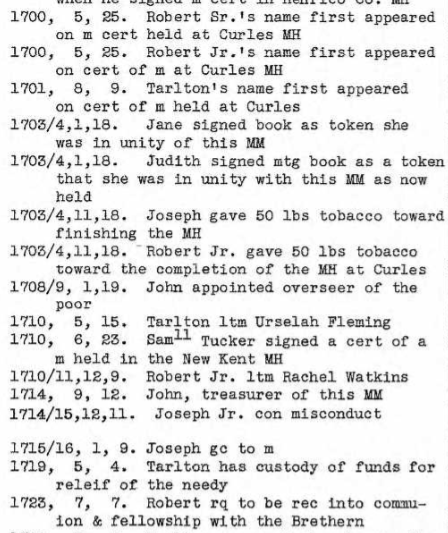 when he signed m cert in Henrico Co. MH
1700, 5, 25. Robert Sr.'s name first appeared
on m cert held at Curles MH
1700, 5, 25. Robert Jr.'s name first appeared
on cert of m at Curles MH
1701, 8, 9. Tarlton's name first appeared
on cert of m held at Curles
1703/4,1,18. Jane signed book as token she
was in unity of this MM
1703/4,1,18. Judith signed mtg book as a token
that she was in unity with this MM as now
held
1703/4,11,18. Joseph gave 50 lbs tobacco toward
finishing the MH
1703/4,11,18. Robert Jr. gave 50 lbs tobacco
toward the completion of the MH at Curles
1708/9, 1,19. John appointed overseer of the
poor
1710, 5, 15. Tarlton ltm Urselah Fleming
1710, 6, 23. Samll Tucker signed a cert of a
m held in the New Kent MH
1710/11,12,9. Robert Jr. ltm Rachel Watkins
1714, 9, 12. John, treasurer of this MM
1714/15,12,11. Joseph Jr. con misconduct
1715/16, 1, 9. Joseph gc to m
1719, 5, 4. Tarlton has custody of funds for
releif of the needy
1723, 7, 7. Robert rq to be rec into commu-
ion & fellowship with the Brethern